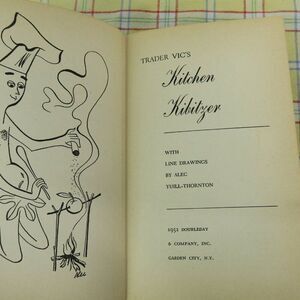 TRADER VIC'S
Kitchen
Kibitzer
WITH
LINE DRAWINGS
BY ALEC
YUILL-THORNTON
1952 DOUBLEDAY
& COMPANY, INC.
GARDEN CITY, N.Y.